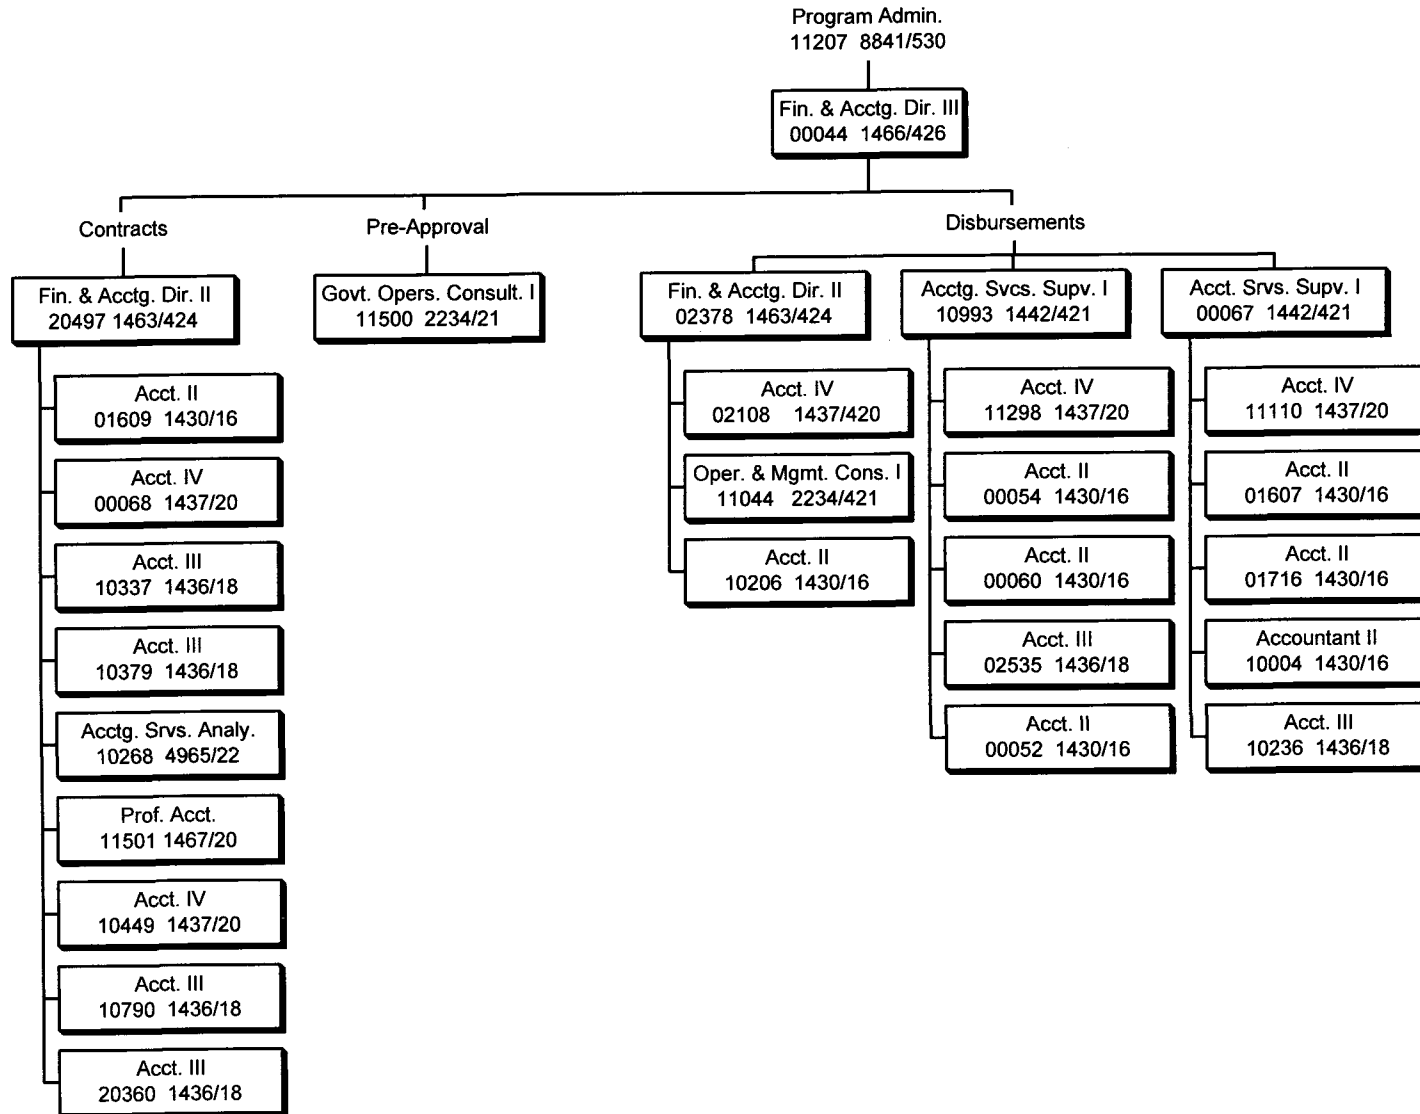 Program Admin.
11207 8841/530
Fin. & Acctg. Dir. III
00044 1466/426
Contracts
Fin. & Acctg. Dir. II
20497 1463/424
Acct. II
01609 1430/16
Acct. IV
00068 1437/20
Acct. III
10337 1436/18
Acct. III
10379 1436/18
Acctg. Srvs. Analy.
10268 4965/22
Prof. Acct.
11501 1467/20
Acct. IV
10449 1437/20
Acct. III
10790 1436/18
Acct. III
20360 1436/18
Pre-Approval
Govt. Opers. Consult. I
11500 2234/21
Disbursements
Fin. & Acctg. Dir. II
02378 1463/424
Acct. IV
02108 1437/420
Oper. & Mgmt. Cons. I
11044 2234/421
Acct. II
10206 1430/16
Acctg. Svcs. Supv. I
10993 1442/421
Acct. IV
11298 1437/20
Acct. II
00054 1430/16
Acct. II
00060 1430/16
Acct. III
02535 1436/18
Acct. II
00052 1430/16
Acct. Srvs. Supv. I
00067 1442/421
Acct. IV
11110 1437/20
Acct. II
01607 1430/16
Acct. II
01716 1430/16
Accountant II
10004 1430/16
Acct. III
10236 1436/18